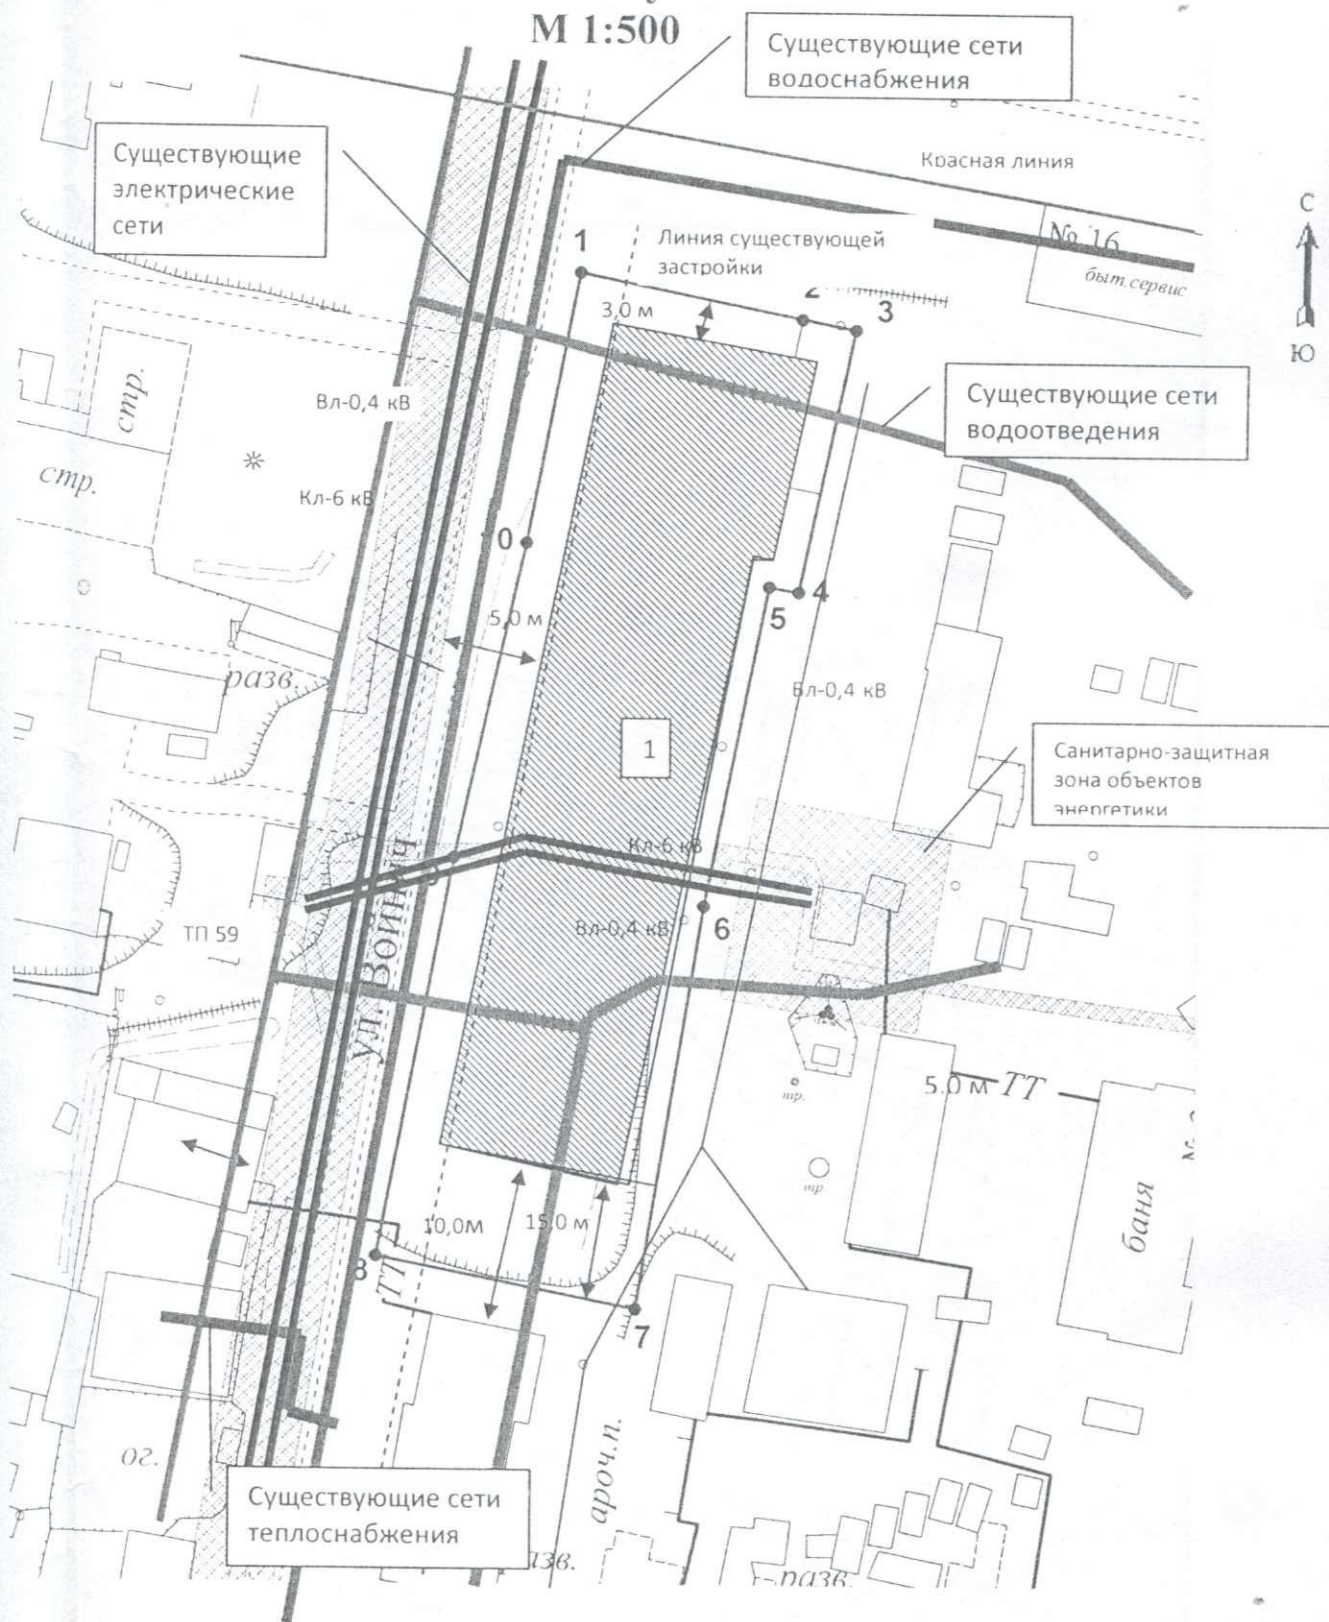 М 1:500
Существующие сети
водоснабжения
Существующие
электрические
сети
Красная линия
С
Ю
№ 16
быт.сервис
1
Линия существующей
застройки
2
3
3,0 м
Существующие сети
водоотведения
Вл-0,4 кВ
стр.
стр.
Кл-6 кВ
0
4
5
5,0 м
разв.
Вл-0,4 кВ
1
Санитарно-защитная
зона объектов
энергетики
Кл-6 кВ
9
6
ТП 59
Вл-0,4 кВ
ул. Войнич
5.0 м
ТТ
тр.
тр.
баня
10,0м
15.0 м
8
ТТ
7
ог.
ароч.п.
Существующие сети
теплоснабжения
разв.